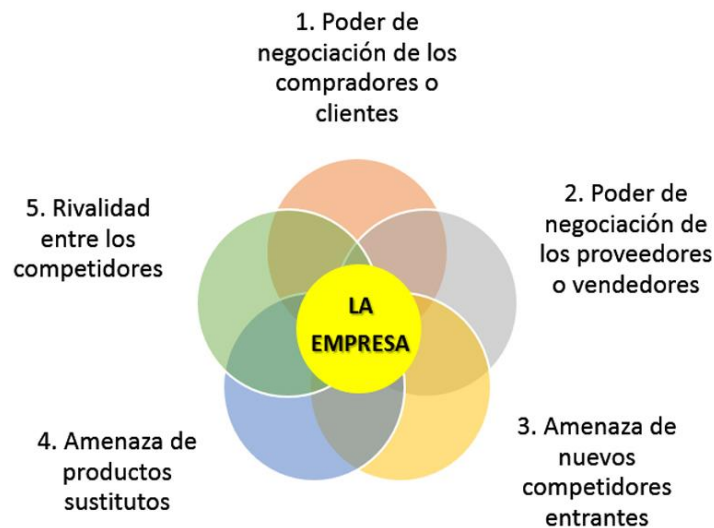 1. Poder de
negociación de los
compradores o
clientes
2. Poder de
negociación de
los proveedores
o vendedores
3. Amenaza de
nuevos
competidores
entrantes
4. Amenaza de
productos
sustitutos
5. Rivalidad
entre los
competidores
LA
EMPRESA